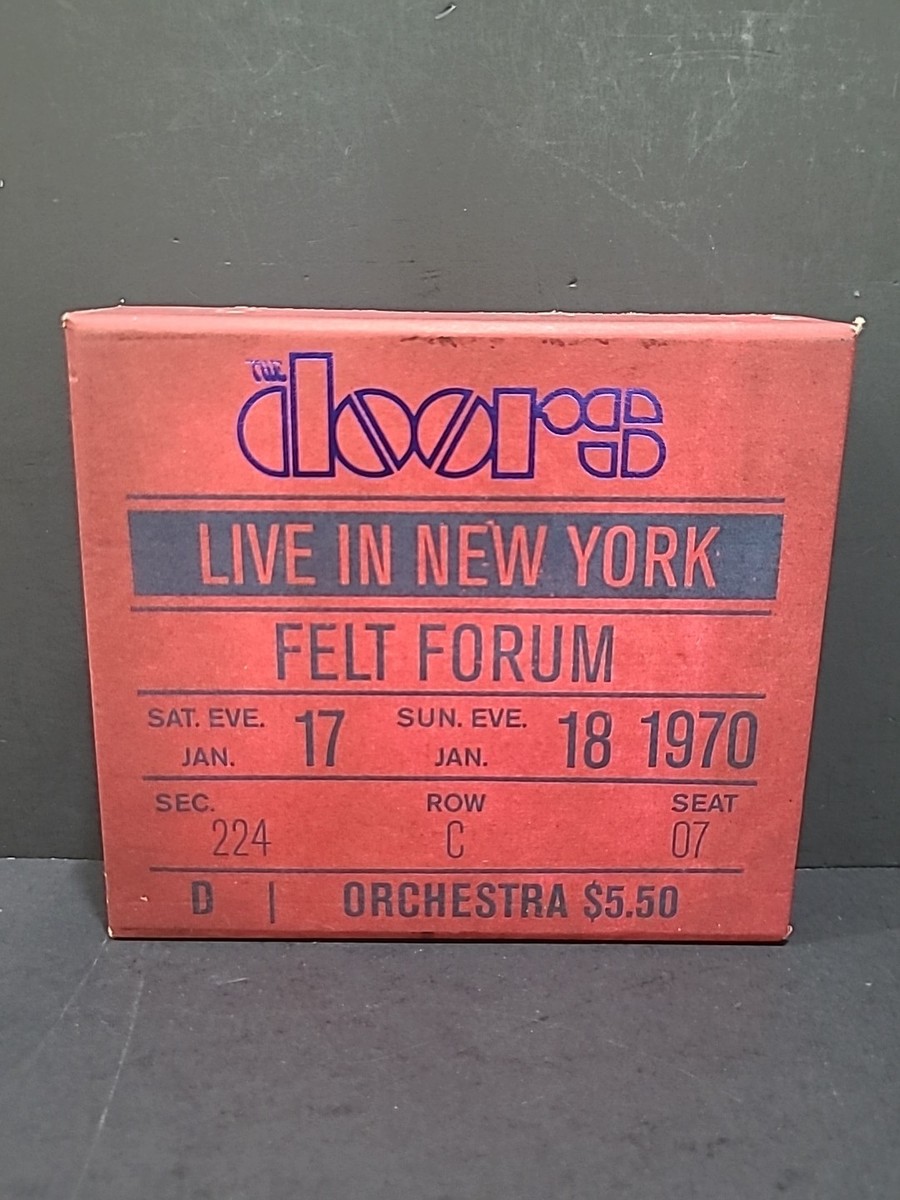 THE
doors
LIVE IN NEW YORK
FELT FORUM
SAT. EVE. JAN. 17 SUN. EVE. JAN. 18 1970
SEC. 224 ROW C SEAT 07
D | ORCHESTRA $5.50